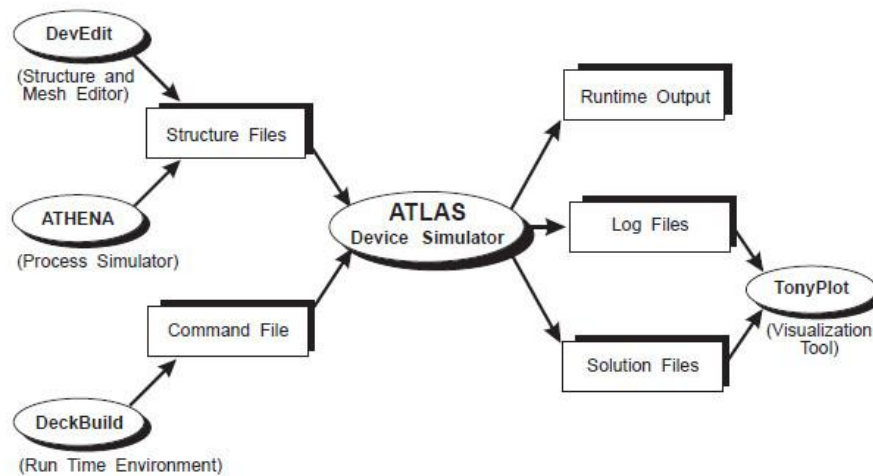 DevEdit
(Structure and
Mesh Editor)
Structure Files
ATHENA
(Process Simulator)
Command File
DeckBuild
(Run Time Environment)
ATLAS
Device Simulator
Runtime Output
Log Files
Solution Files
TonyPlot
(Visualization
Tool)